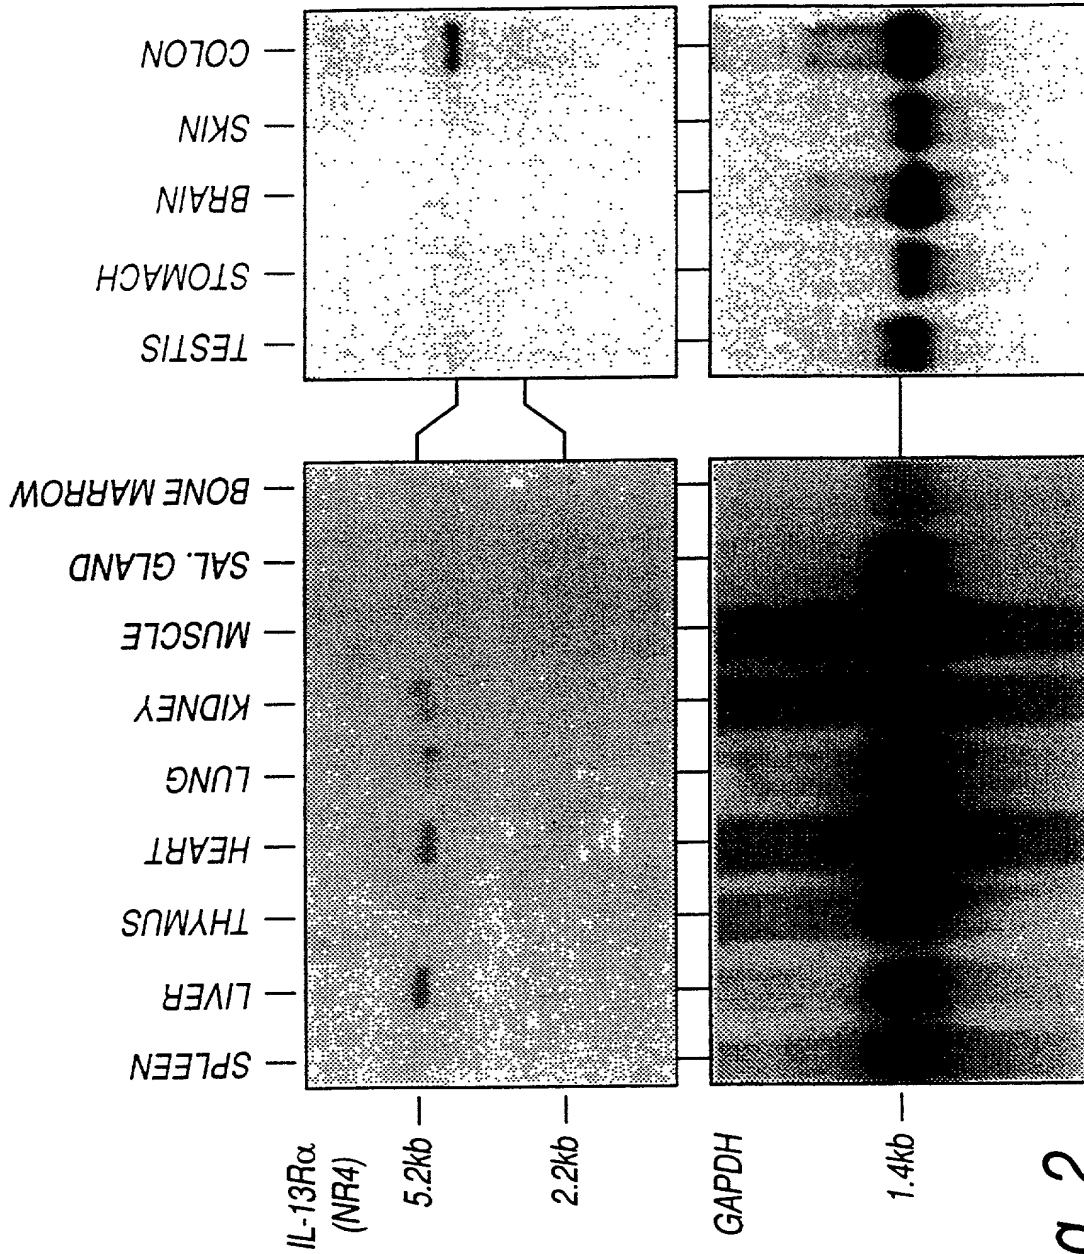 IL-13Rα
(NR4)
5.2kb
2.2kb
GAPDH
1.4kb
SPLEEN
LIVER
THYMUS
HEART
LUNG
KIDNEY
MUSCLE
SAL. GLAND
BONE MARROW
TESTIS
STOMACH
BRAIN
SKIN
COLON
g 2